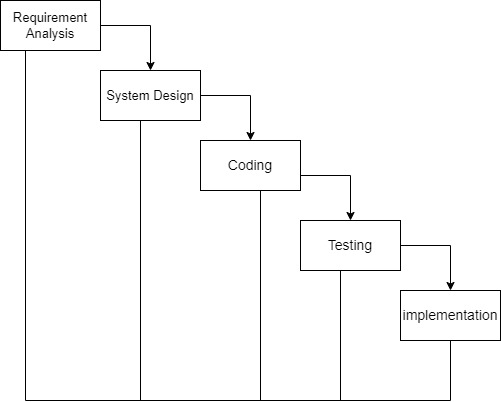 Requirement
Analysis
System Design
Coding
Testing
implementation